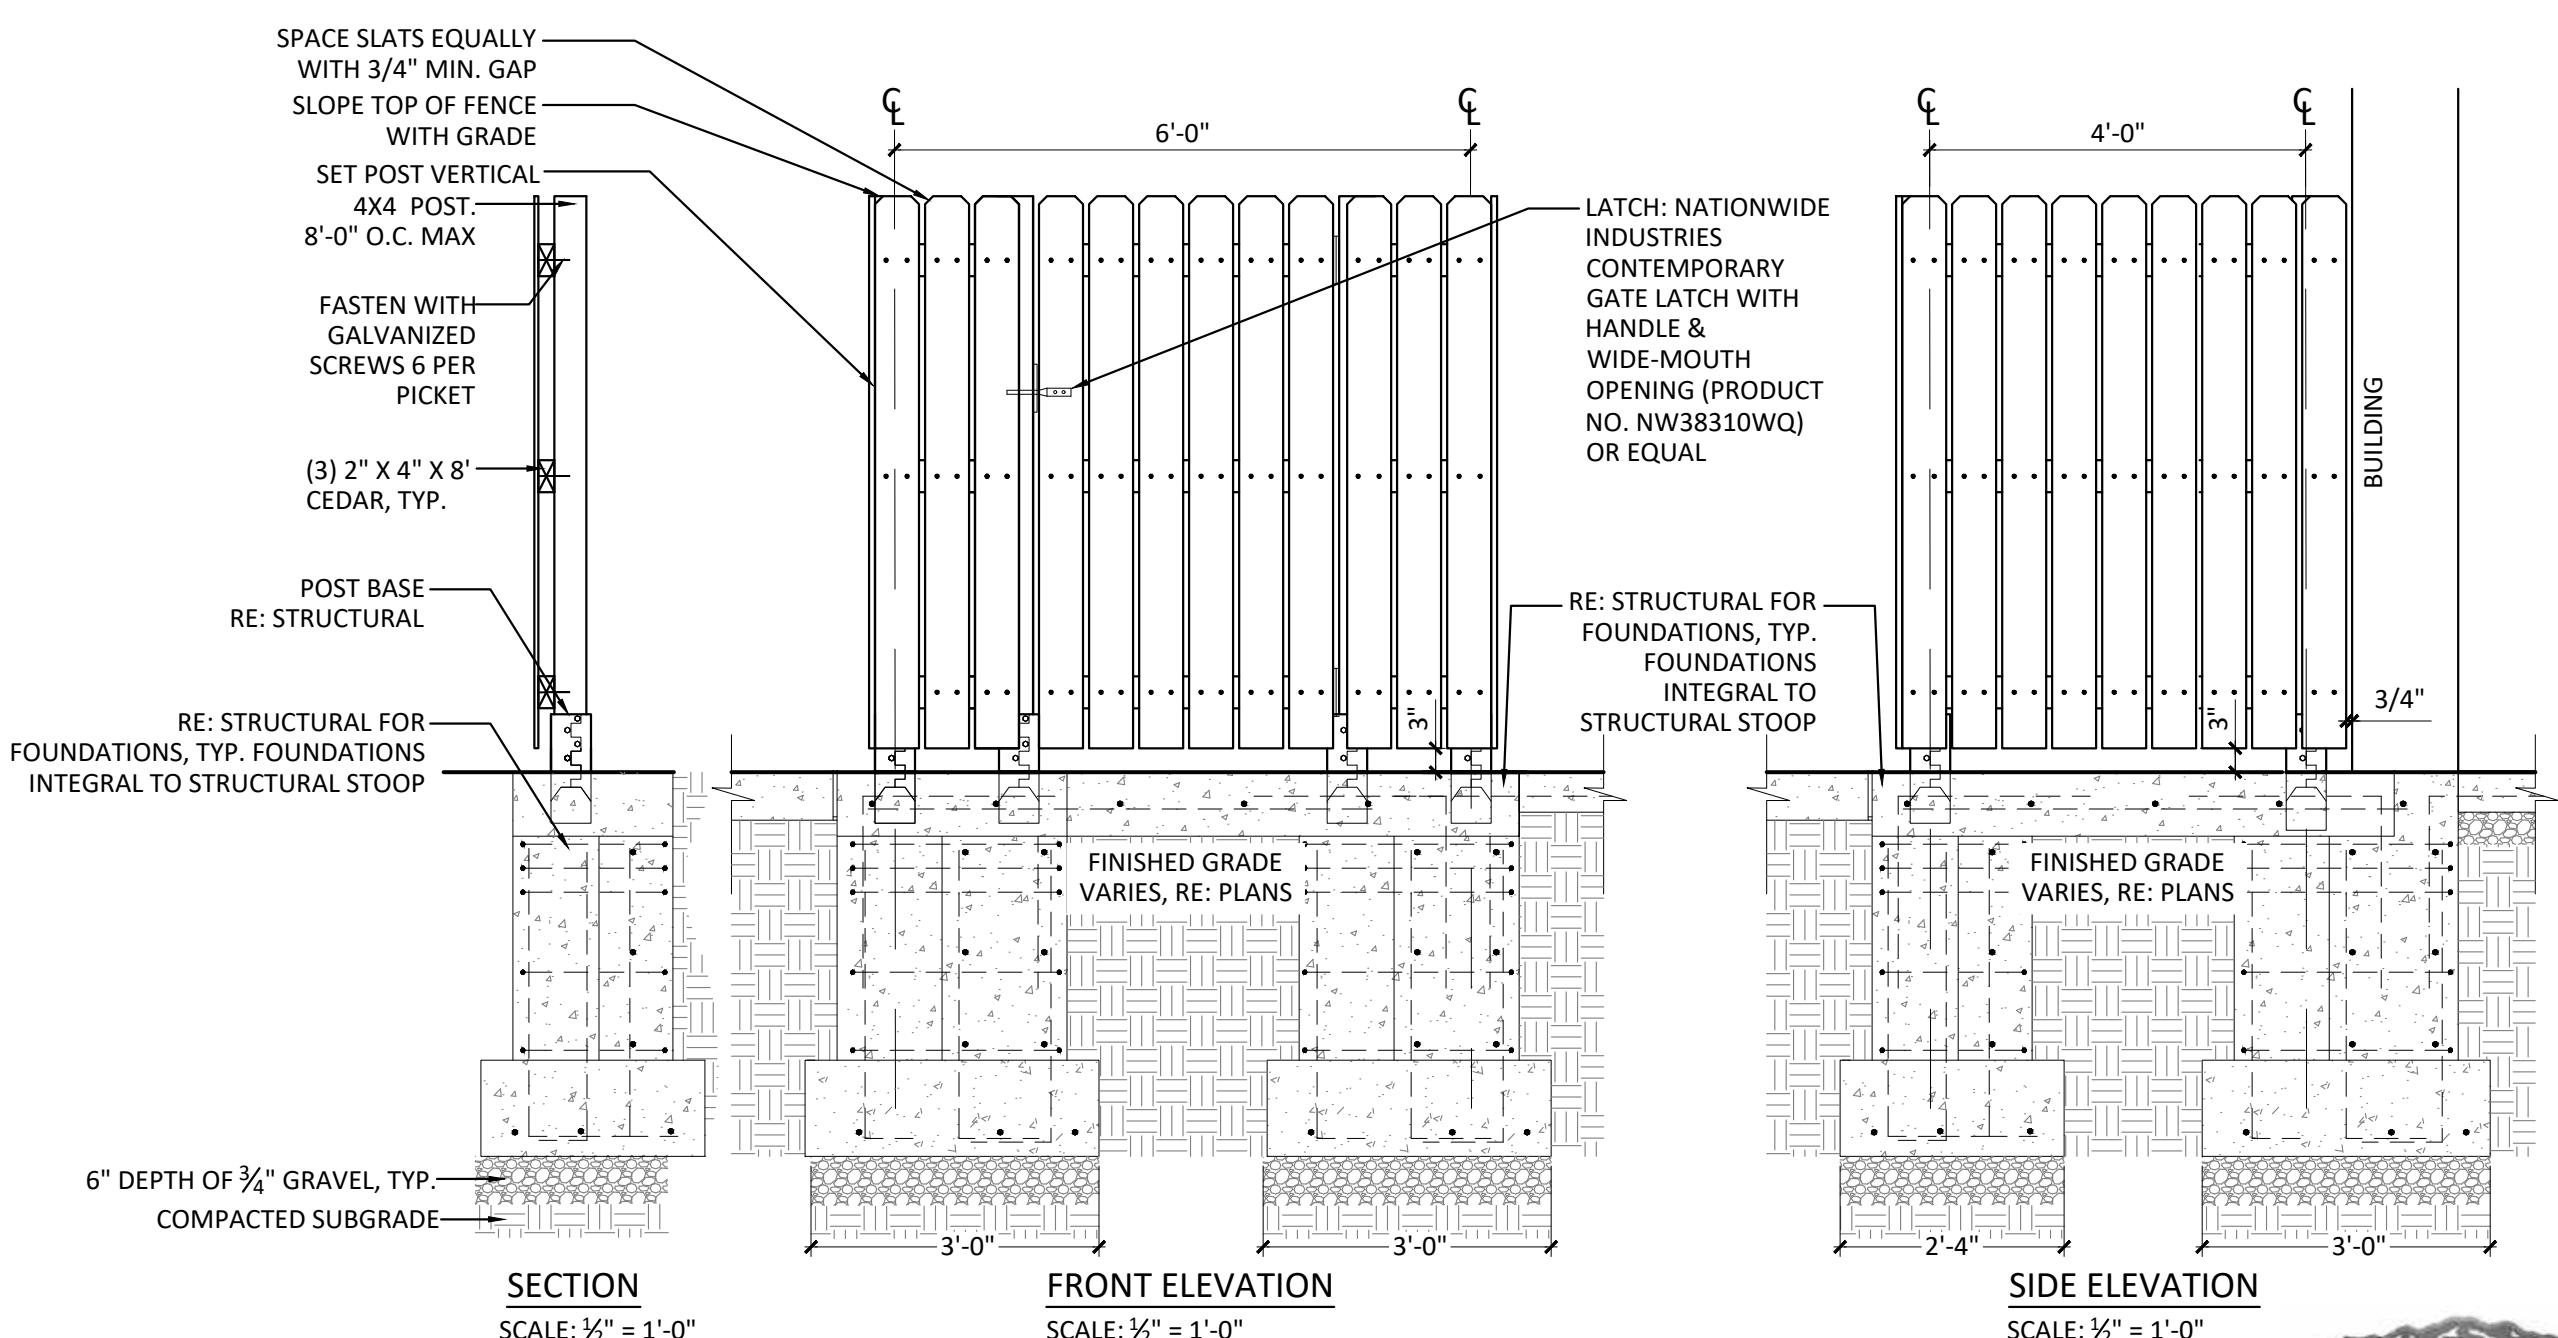 SPACE SLATS EQUALLY
WITH 3/4" MIN. GAP
SLOPE TOP OF FENCE
WITH GRADE
SET POST VERTICAL
4X4 POST.
8'-0" O.C. MAX
FASTEN WITH
GALVANIZED
SCREWS 6 PER
PICKET
(3) 2" X 4" X 8'
CEDAR, TYP.
POST BASE
RE: STRUCTURAL
RE: STRUCTURAL FOR
FOUNDATIONS, TYP. FOUNDATIONS
INTEGRAL TO STRUCTURAL STOOP
6" DEPTH OF 3/4" GRAVEL, TYP.
COMPACTED SUBGRADE
SECTION
SCALE: 1/2" = 1'-0"
CL
CL
6'-0"
LATCH: NATIONWIDE
INDUSTRIES
CONTEMPORARY
GATE LATCH WITH
HANDLE &
WIDE-MOUTH
OPENING (PRODUCT
NO. NW38310WQ)
OR EQUAL
RE: STRUCTURAL FOR
FOUNDATIONS, TYP.
FOUNDATIONS
INTEGRAL TO
STRUCTURAL STOOP
3"
FINISHED GRADE
VARIES, RE: PLANS
3'-0"
3'-0"
FRONT ELEVATION
SCALE: 1/2" = 1'-0"
CL
CL
4'-0"
BUILDING
3/4"
3"
FINISHED GRADE
VARIES, RE: PLANS
2'-4"
3'-0"
SIDE ELEVATION
SCALE: 1/2" = 1'-0"